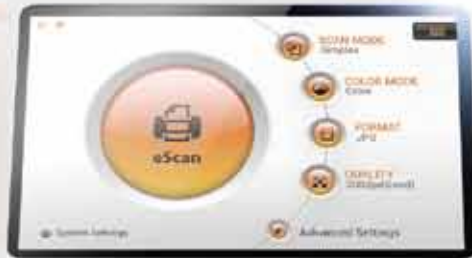 SCAN MODE
Simplex
COLOR MODE
Color
eScan
FORMAT
JPG
QUALITY
System Settings
Advanced Settings